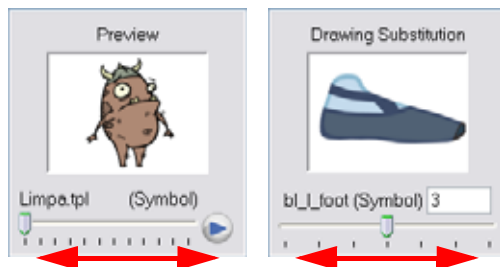 Preview
Limpa.tpl (Symbol)
Drawing Substitution
bl_l_foot (Symbol) 3